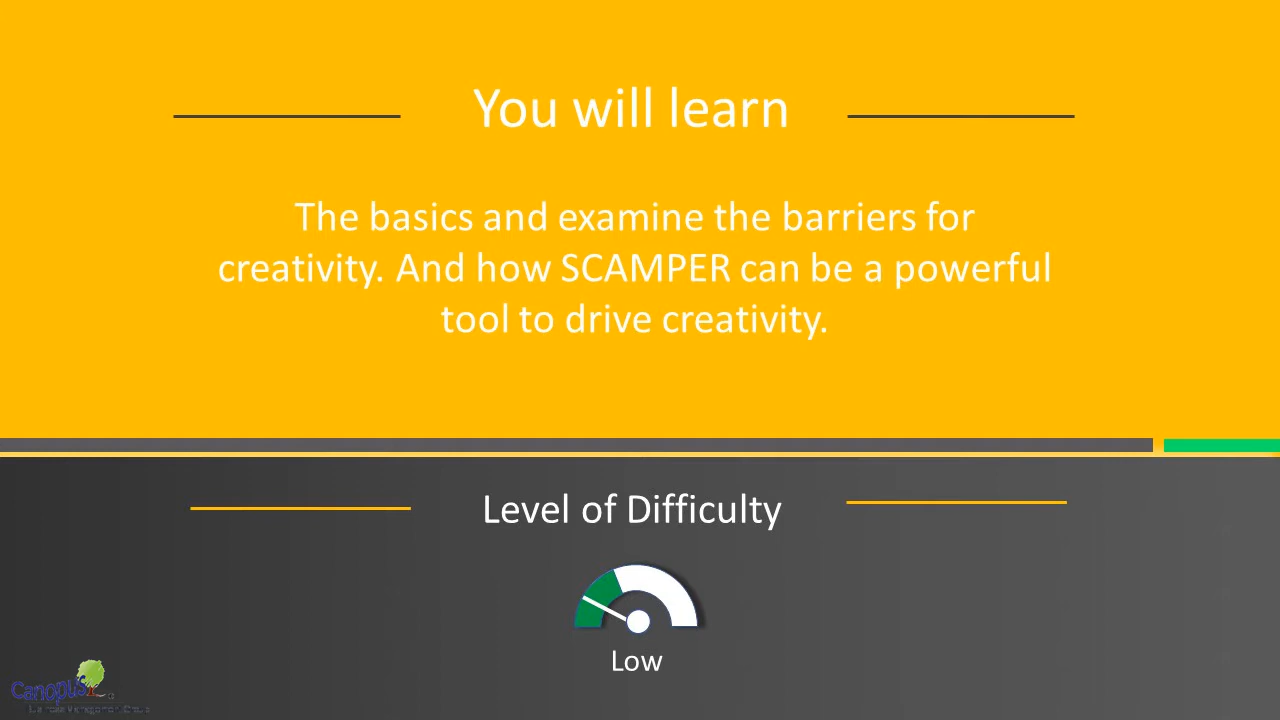 You will learn
The basics and examine the barriers for
creativity. And how SCAMPER can be a powerful
tool to drive creativity.
Level of Difficulty
Low
Canopus